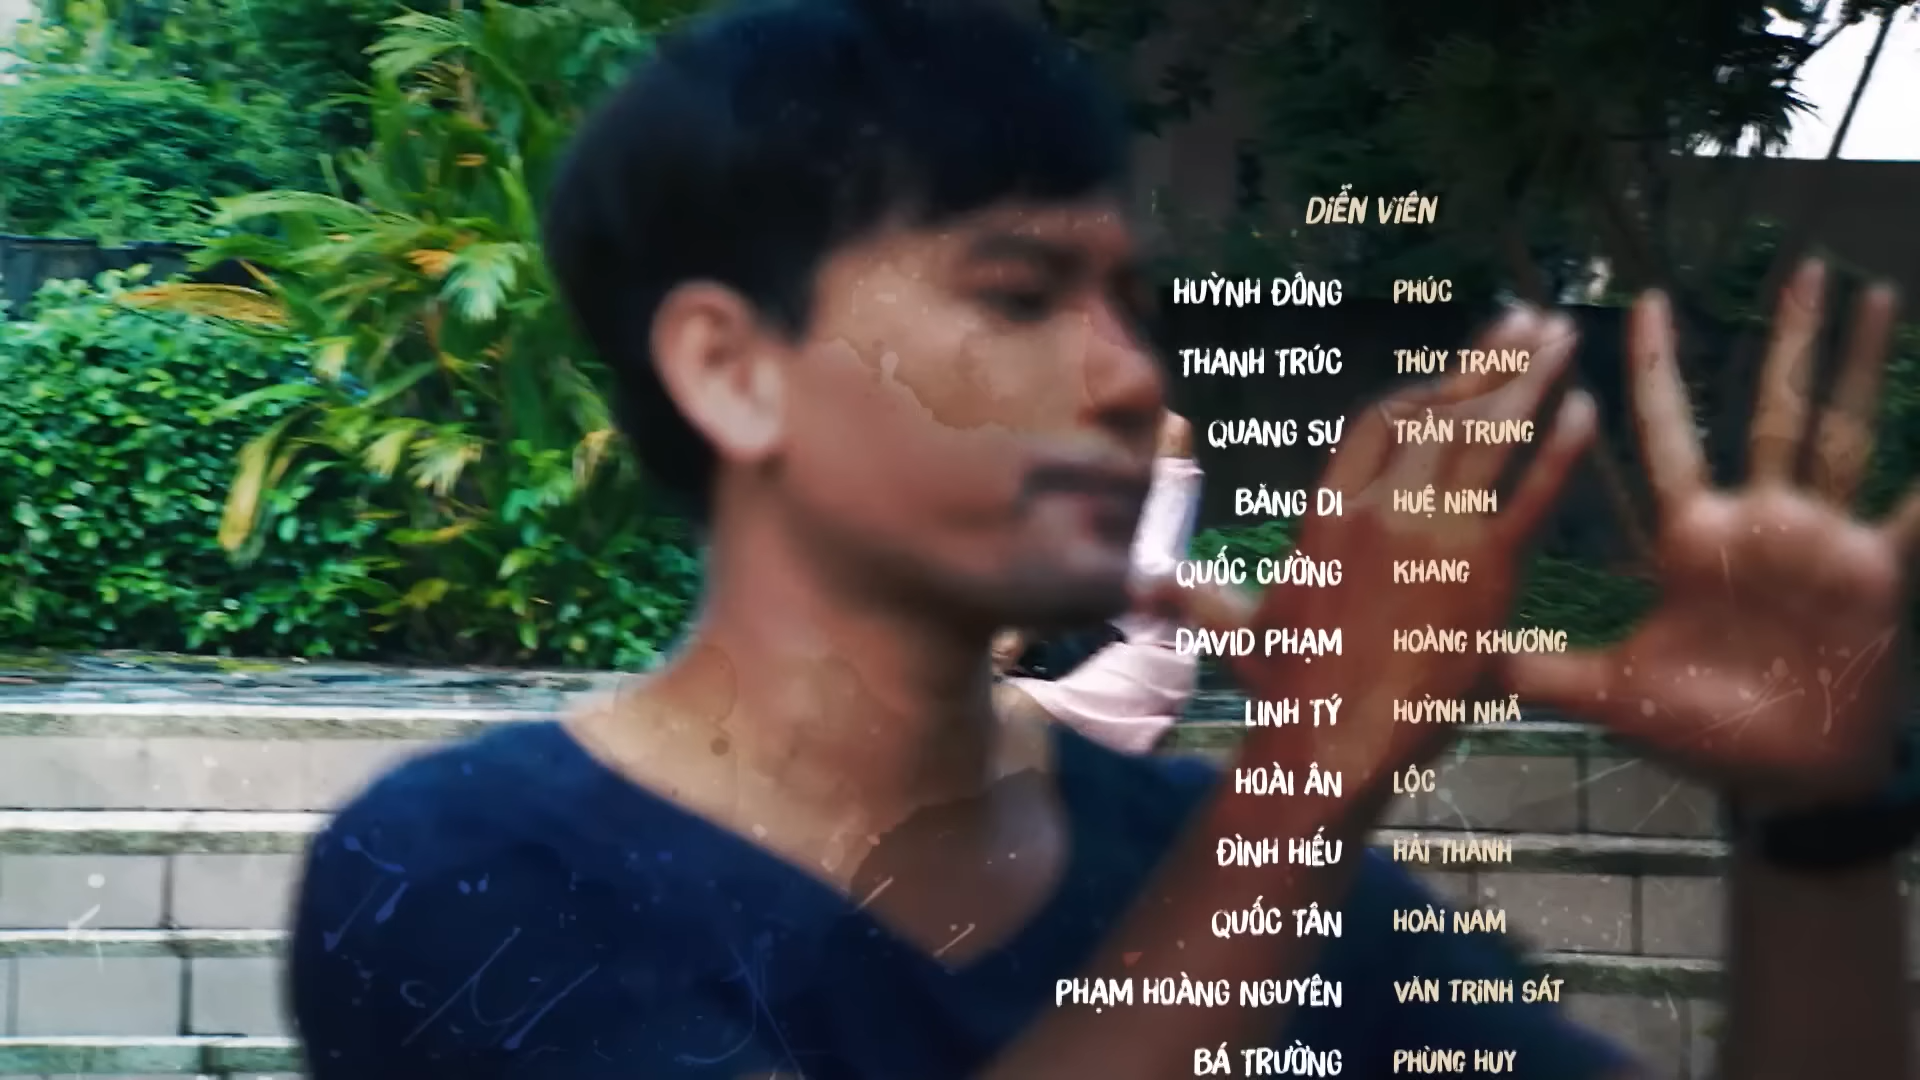 DIỄN VIÊN
HUỲNH ĐÔNG PHÚC
THANH TRÚC THÙY TRANG
QUANG SỰ TRẦN TRUNG
BĂNG DI HUỆ NINH
QUỐC CƯỜNG KHANG
DAVID PHẠM HOÀNG KHƯƠNG
LINH TÝ HUỲNH NHÃ
HOÀI ÂN LỘC
ĐÌNH HIẾU HẢI THANH
QUỐC TÂN HOÀI NAM
PHẠM HOÀNG NGUYÊN VĂN TRINH SÁT
BÁ TRƯỜNG PHÙNG HUY